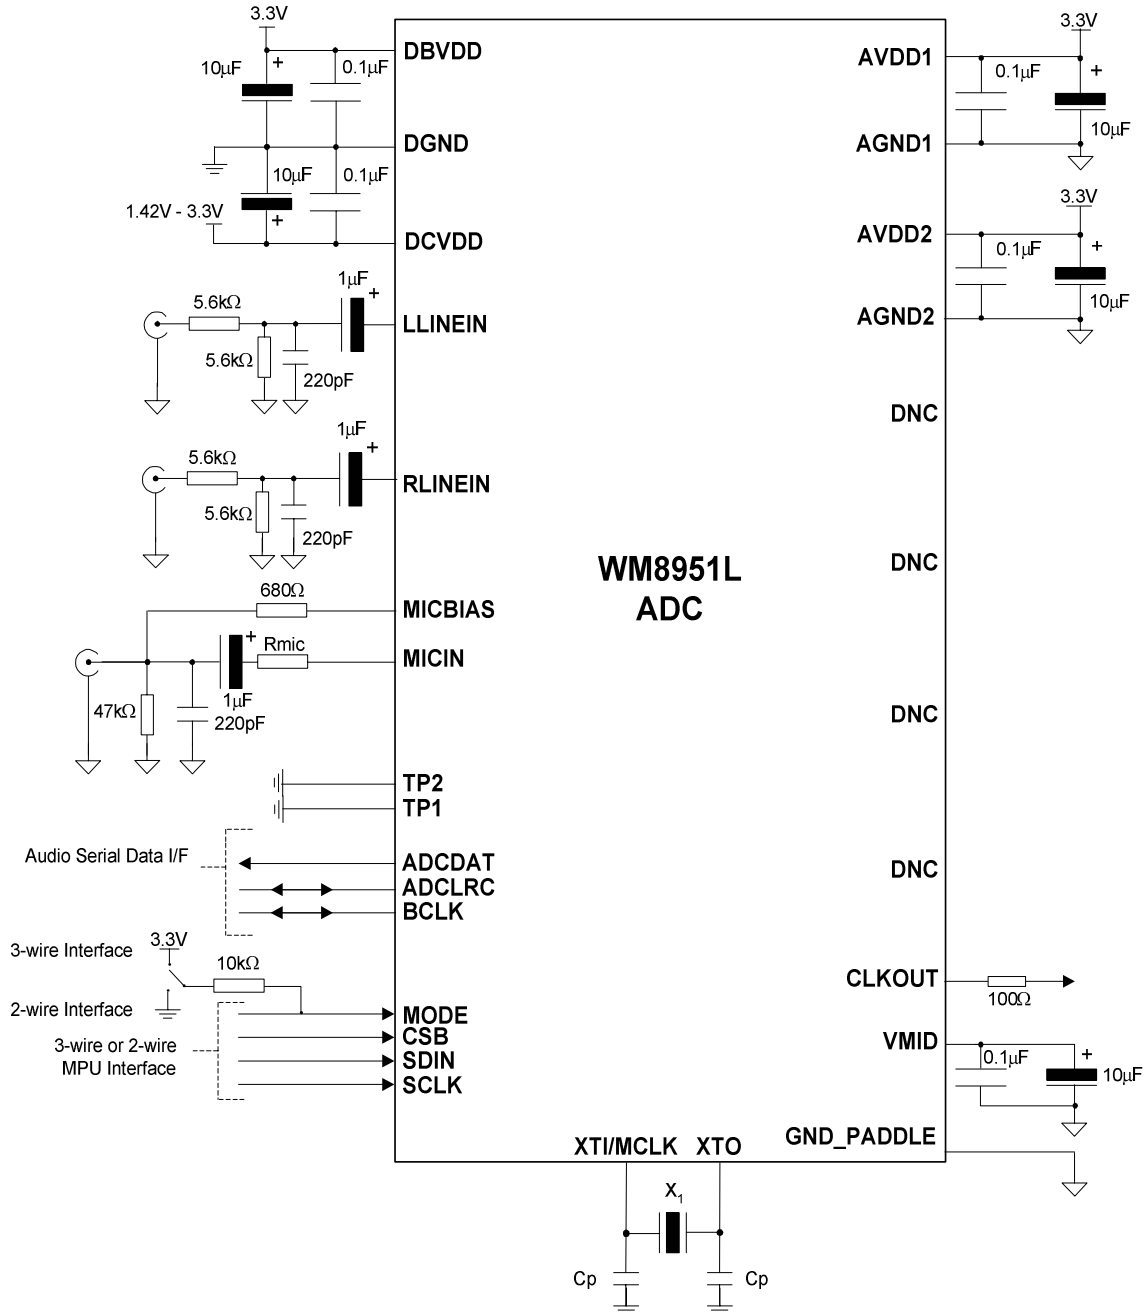 3.3V
DBVDD
10µF
+
0.1µF
DGND
10µF
0.1µF
+
1.42V - 3.3V
DCVDD
1µF
+
5.6kΩ
LLINEIN
5.6kΩ
220pF
1µF
+
5.6kΩ
RLINEIN
5.6kΩ
220pF
680Ω
MICBIAS
+
Rmic
MICIN
1µF
47kΩ
220pF
TP2
TP1
Audio Serial Data I/F
ADCDAT
ADCLRC
BCLK
3.3V
3-wire Interface
10kΩ
2-wire Interface
MODE
CSB
3-wire or 2-wire
MPU Interface
SDIN
SCLK
WM8951L
ADC
3.3V
AVDD1
0.1µF
+
10µF
AGND1
3.3V
AVDD2
0.1µF
+
10µF
AGND2
DNC
DNC
DNC
DNC
CLKOUT
100Ω
VMID
0.1µF
+
10µF
GND_PADDLE
XTI/MCLK
XTO
X1
Cp
Cp